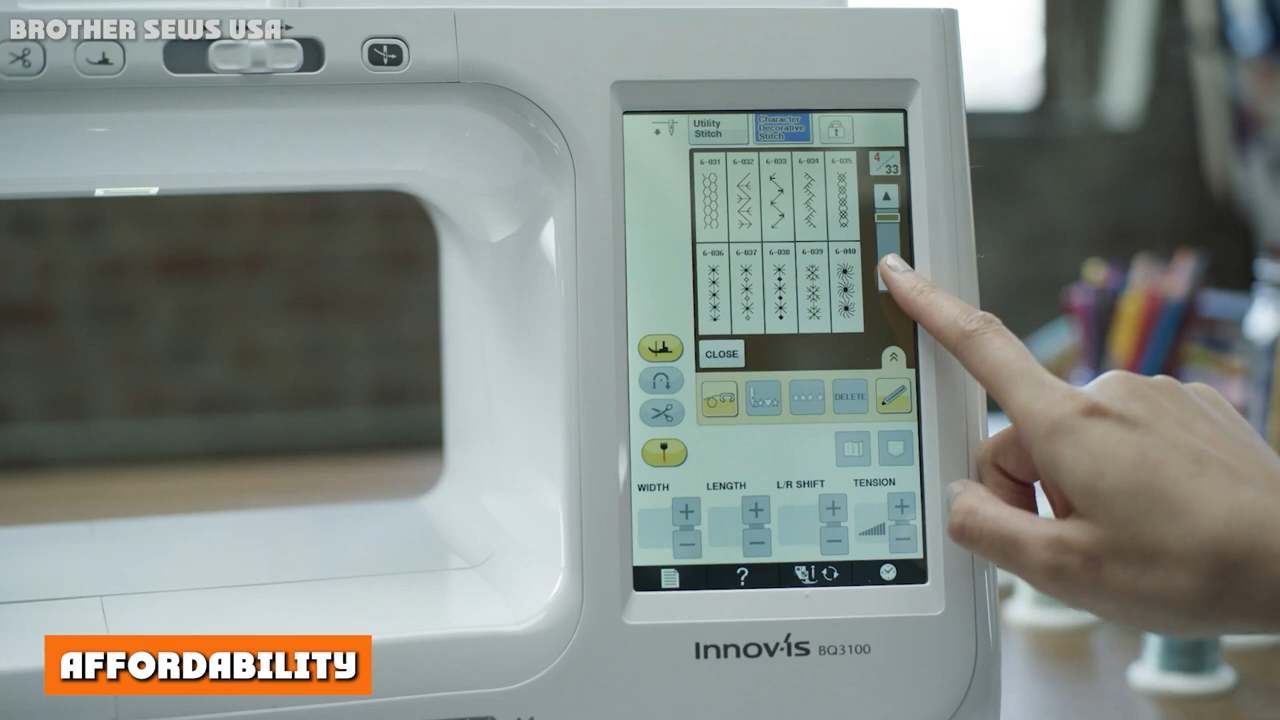 BROTHER SEWS USA
Utility
Stitch
Character
Decorative
Stitch
6-031 6-032 6-033 6-034 6-035
4/33
6-036 6-037 6-038 6-039 6-040
CLOSE
DELETE
WIDTH LENGTH L/R SHIFT TENSION
+ + + +
− − − −
?
INNOV-ÍS BQ3100
AFFORDABILITY